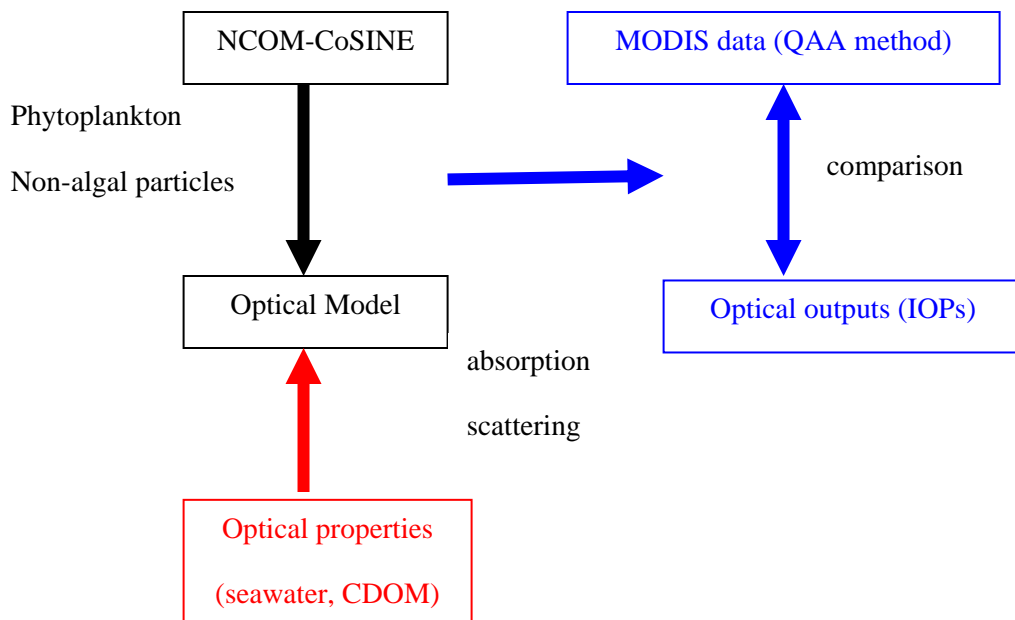 NCOM-CoSINE
MODIS data (QAA method)
Phytoplankton
Non-algal particles
comparison
Optical Model
Optical outputs (IOPs)
absorption
scattering
Optical properties
(seawater, CDOM)